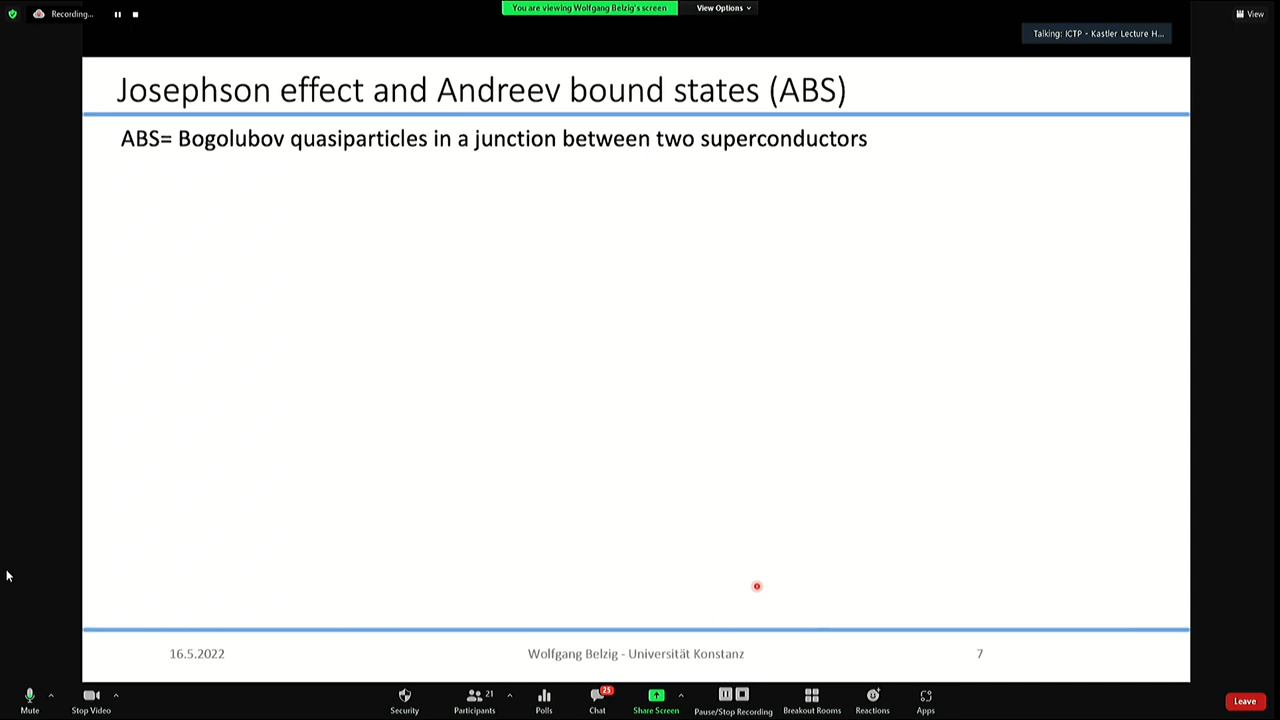 Recording...
You are viewing Wolfgang Belzig's screen
View Options
View
Talking: ICTP - Kastler Lecture H...
Josephson effect and Andreev bound states (ABS)
ABS= Bogolubov quasiparticles in a junction between two superconductors
16.5.2022
Wolfgang Belzig - Universität Konstanz
7
21
25
Mute
Stop Video
Security
Participants
Polls
Chat
Share Screen
Pause/Stop Recording
Breakout Rooms
Reactions
Apps
Leave